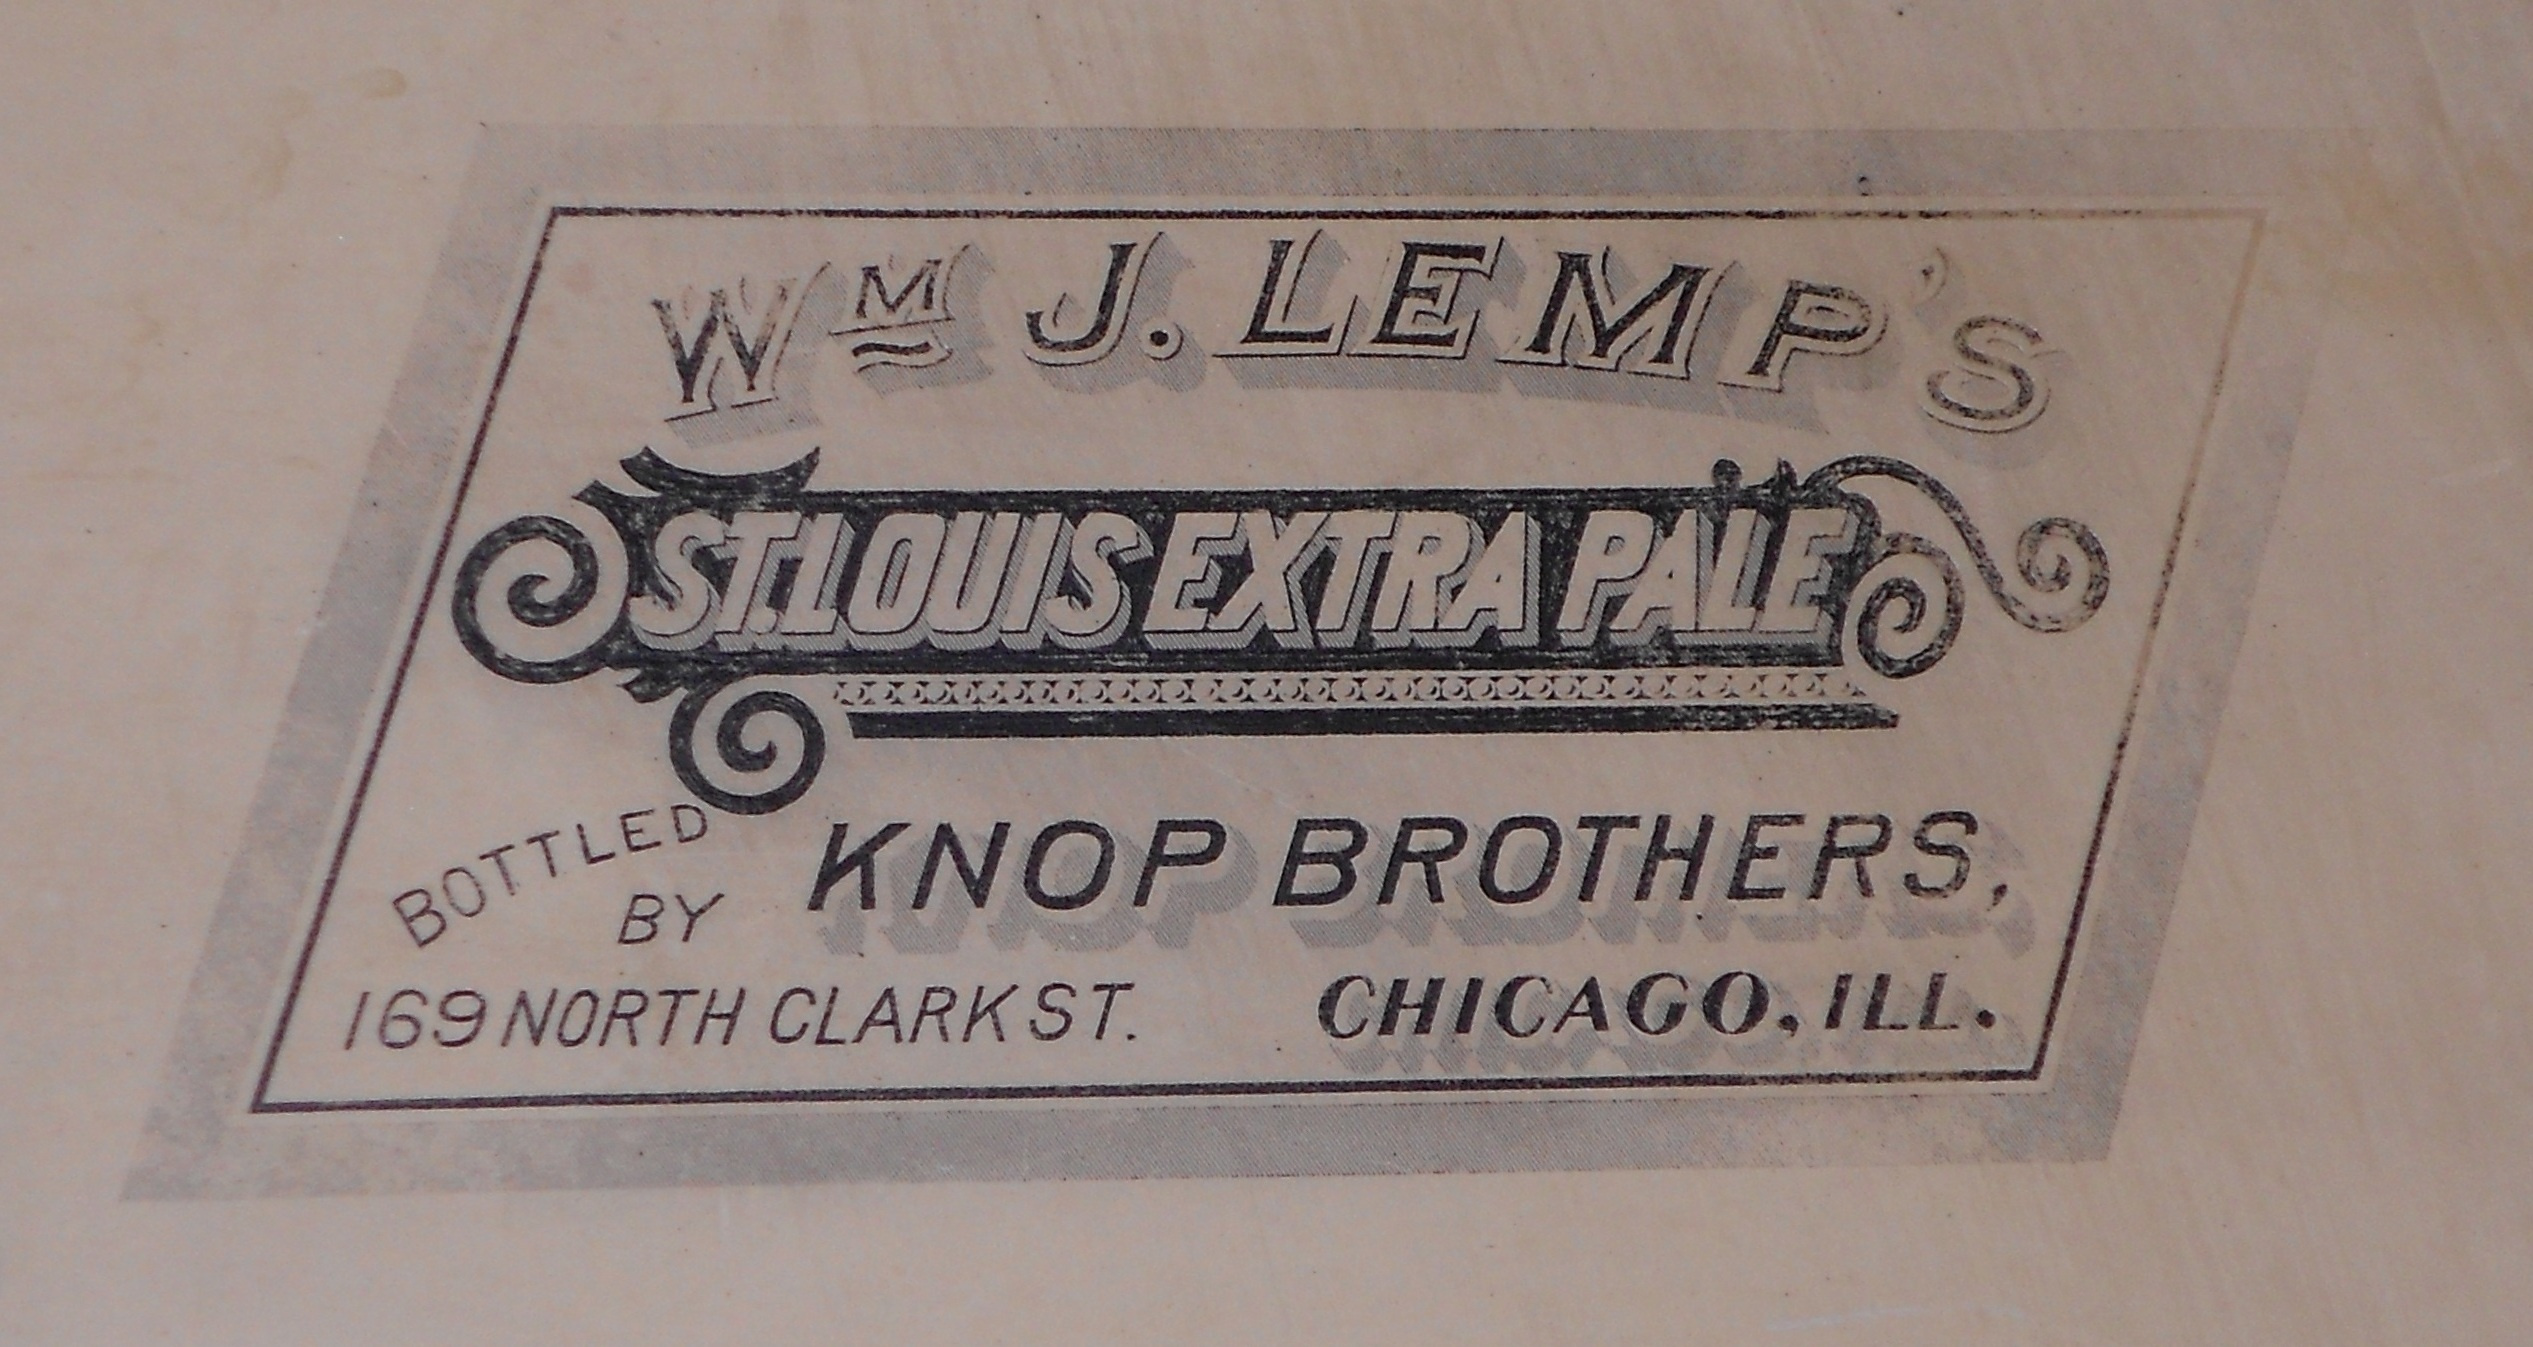 Wᴹ J. LEMP'S
ST. LOUIS EXTRA PALE
BOTTLED BY KNOP BROTHERS,
169 NORTH CLARK ST. CHICAGO, ILL.